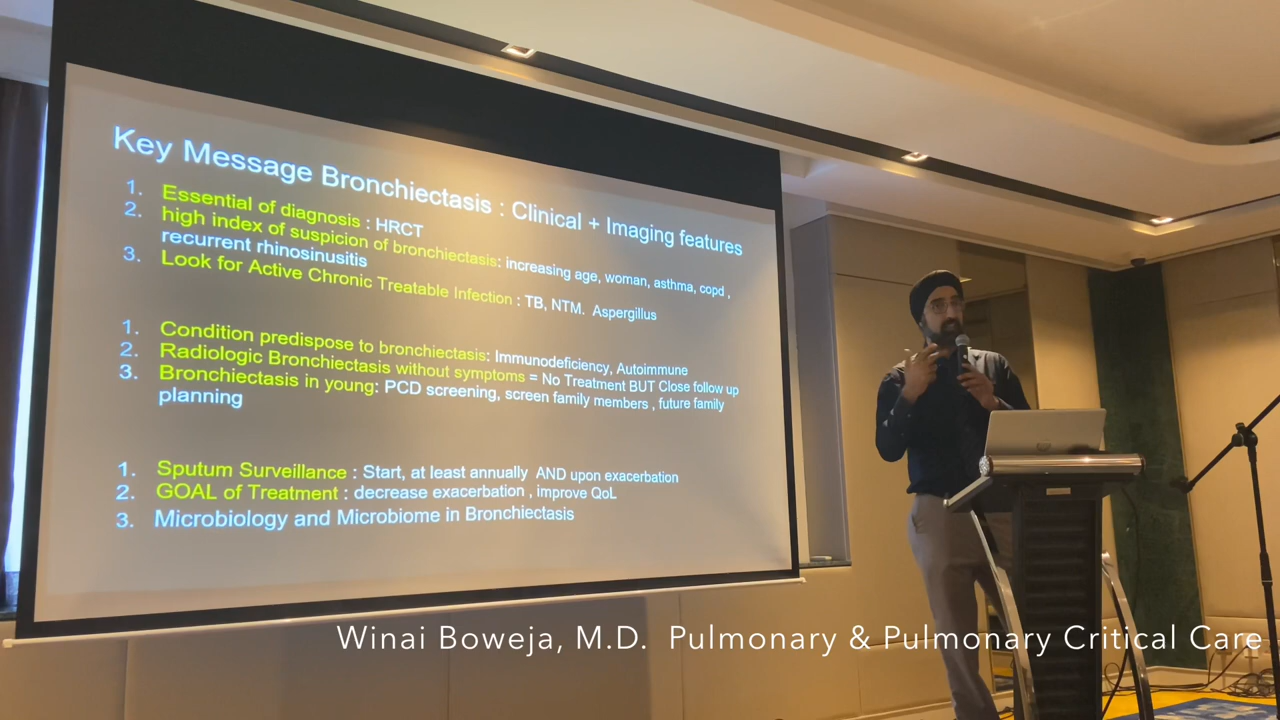 Key Message Bronchiectasis : Clinical + Imaging features
1. Essential of diagnosis : HRCT
2. high index of suspicion of bronchiectasis: increasing age, woman, asthma, copd ,
recurrent rhinosinusitis
3. Look for Active Chronic Treatable Infection : TB, NTM. Aspergillus
1. Condition predispose to bronchiectasis: Immunodeficiency, Autoimmune
2. Radiologic Bronchiectasis without symptoms = No Treatment BUT Close follow up
3. Bronchiectasis in young: PCD screening, screen family members , future family
planning
1. Sputum Surveillance : Start, at least annually AND upon exacerbation
2. GOAL of Treatment : decrease exacerbation , improve QoL
3. Microbiology and Microbiome in Bronchiectasis
Winai Boweja, M.D. Pulmonary & Pulmonary Critical Care